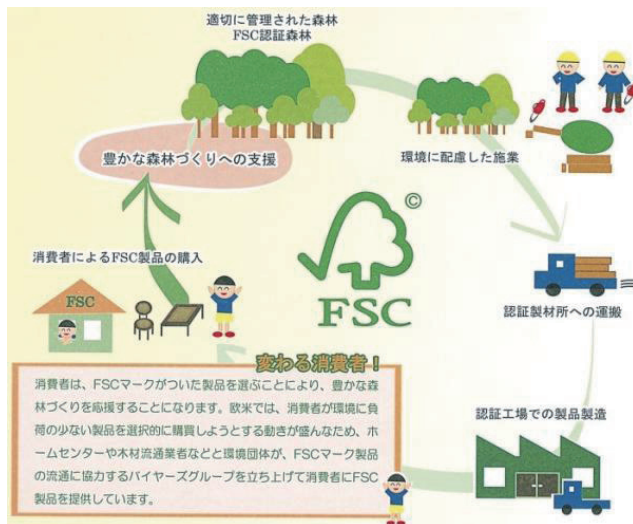 適切に管理された森林
FSC認証森林
豊かな森林づくりへの支援
環境に配慮した施業
©
FSC
消費者によるFSC製品の購入
FSC
認証製材所への運搬
変わる消費者！
消費者は、FSCマークがついた製品を選ぶことにより、豊かな森
林づくりを応援することになります。欧米では、消費者が環境に負
荷の少ない製品を選択的に購買しようとする動きが盛んなため、ホ
ームセンターや木材流通業者などと環境団体が、FSCマーク製品
の流通に協力するバイヤーズグループを立ち上げて消費者にFSC
製品を提供しています。
認証工場での製品製造